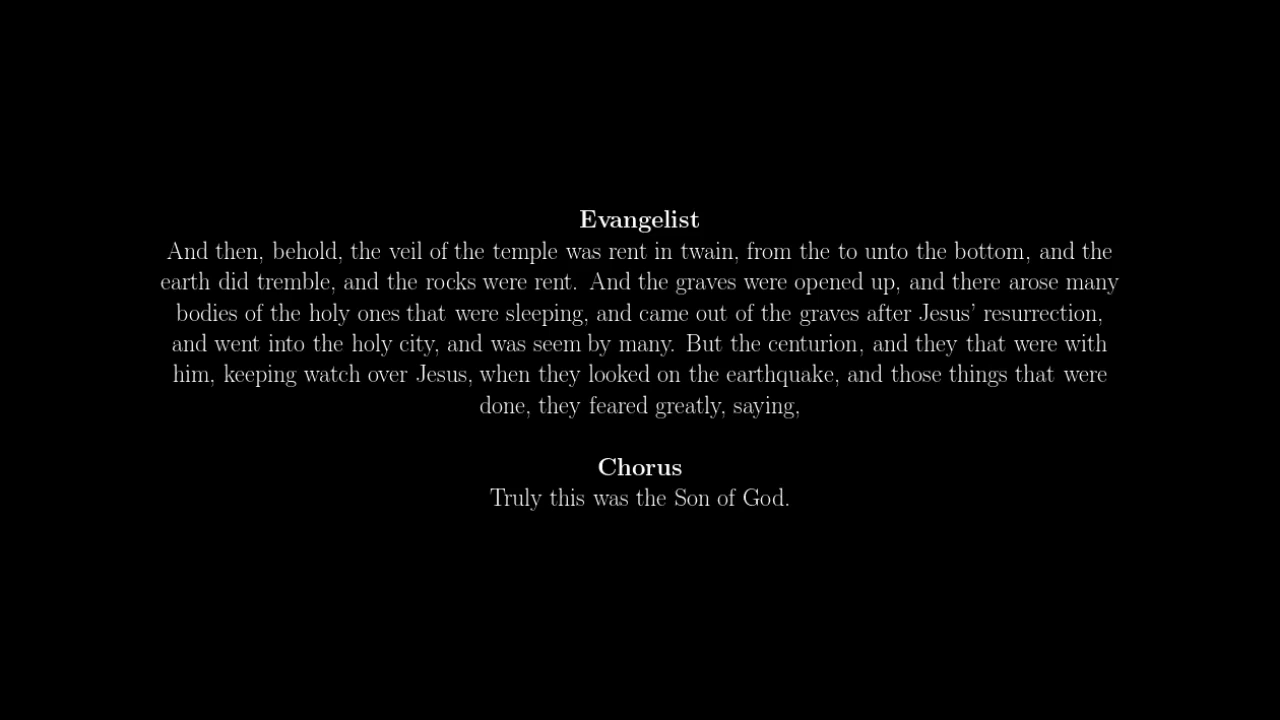 Evangelist
And then, behold, the veil of the temple was rent in twain, from the to unto the bottom, and the
earth did tremble, and the rocks were rent. And the graves were opened up, and there arose many
bodies of the holy ones that were sleeping, and came out of the graves after Jesus' resurrection,
and went into the holy city, and was seem by many. But the centurion, and they that were with
him, keeping watch over Jesus, when they looked on the earthquake, and those things that were
done, they feared greatly, saying,
Chorus
Truly this was the Son of God.